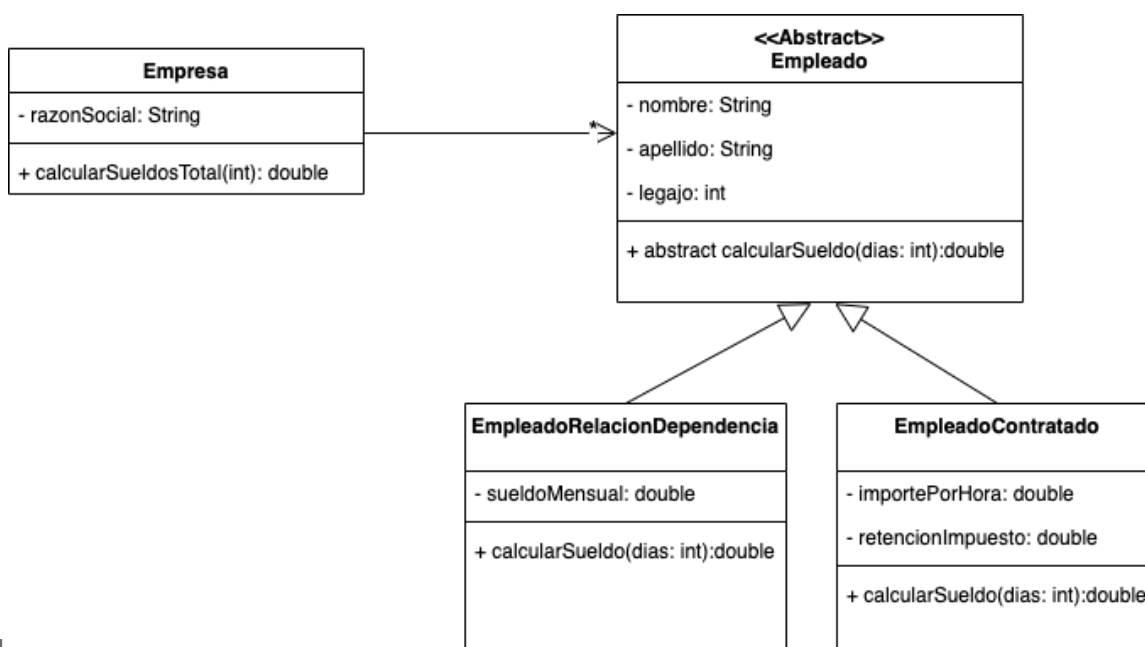 Empresa
- razonSocial: String
+ calcularSueldosTotal(int): double
*
<<Abstract>>
Empleado
- nombre: String
- apellido: String
- legajo: int
+ abstract calcularSueldo(dias: int):double
EmpleadoRelacionDependencia
- sueldoMensual: double
+ calcularSueldo(dias: int):double
EmpleadoContratado
- importePorHora: double
- retencionImpuesto: double
+ calcularSueldo(dias: int):double